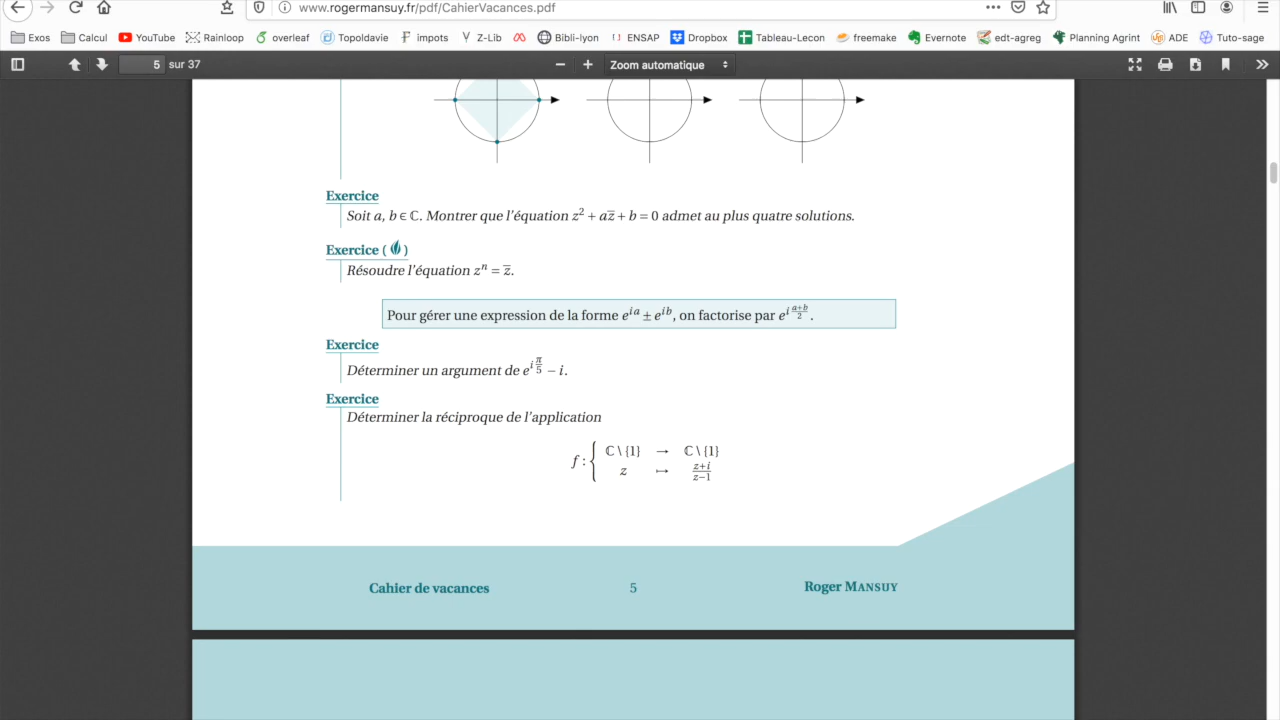 www.rogermansuy.fr/pdf/CahierVacances.pdf
Exos Calcul YouTube Rainloop overleaf Topoldavie impots Z-Lib Bibli-lyon ENSAP Dropbox Tableau-Lecon freemake Evernote edt-agreg Planning Agrint ADE Tuto-sage
5 sur 37 Zoom automatique
Exercice
Soit a, b ∈ ℂ. Montrer que l'équation z² + az̅ + b = 0 admet au plus quatre solutions.
Exercice ( )
Résoudre l'équation zⁿ = z̅.
Pour gérer une expression de la forme e^{ia} ± e^{ib}, on factorise par e^{i\frac{a+b}{2}}.
Exercice
Déterminer un argument de e^{i\frac{π}{5}} − i.
Exercice
Déterminer la réciproque de l'application
f : { ℂ \ {1} → ℂ \ {1}
z ↦ \frac{z+i}{z−1}
Cahier de vacances 5 Roger MANSUY